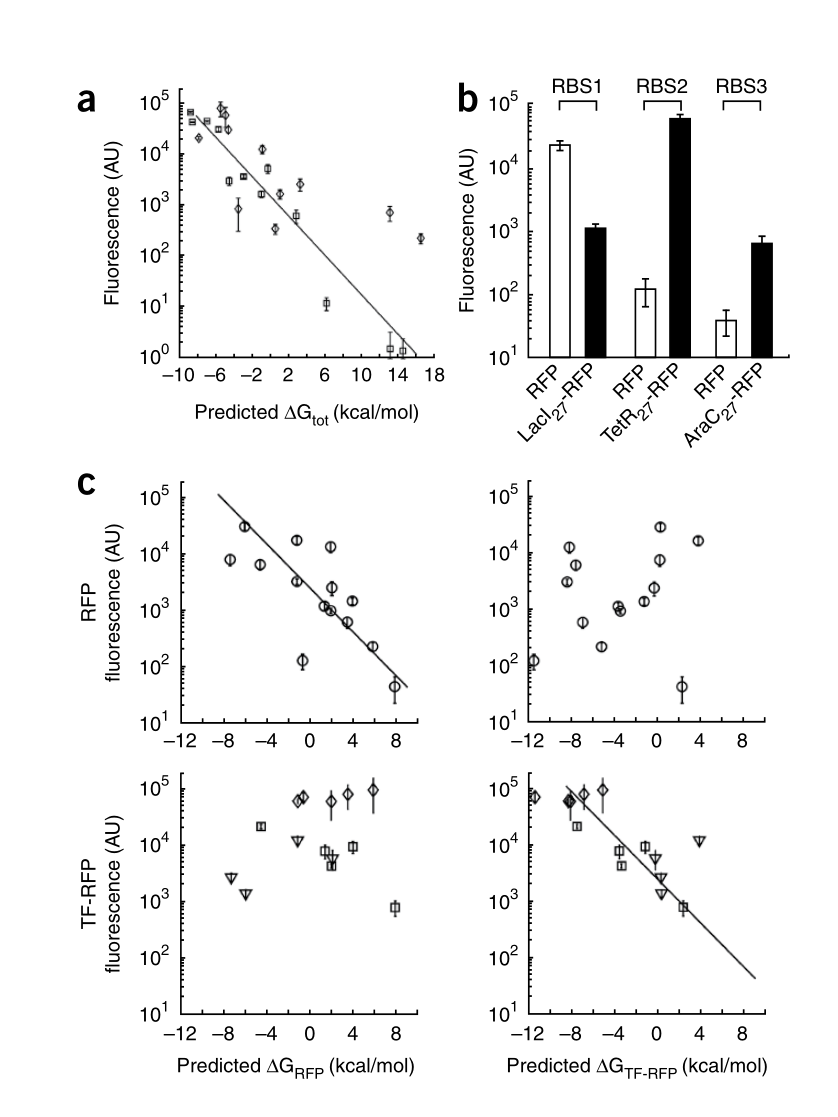 a
10^5
10^4
10^3
10^2
10^1
10^0
Fluorescence (AU)
−10 −6 −2 2 6 10 14 18
Predicted ΔG_tot (kcal/mol)
b
RBS1 RBS2 RBS3
10^5
10^4
10^3
10^2
10^1
Fluorescence (AU)
RFP
LacI_27-RFP
RFP
TetR_27-RFP
RFP
AraC_27-RFP
c
10^5
10^4
10^3
10^2
10^1
RFP
fluorescence (AU)
−12 −8 −4 0 4 8
10^5
10^4
10^3
10^2
10^1
−12 −8 −4 0 4 8
10^5
10^4
10^3
10^2
10^1
TF-RFP
fluorescence (AU)
−12 −8 −4 0 4 8
Predicted ΔG_RFP (kcal/mol)
10^5
10^4
10^3
10^2
10^1
−12 −8 −4 0 4 8
Predicted ΔG_TF-RFP (kcal/mol)